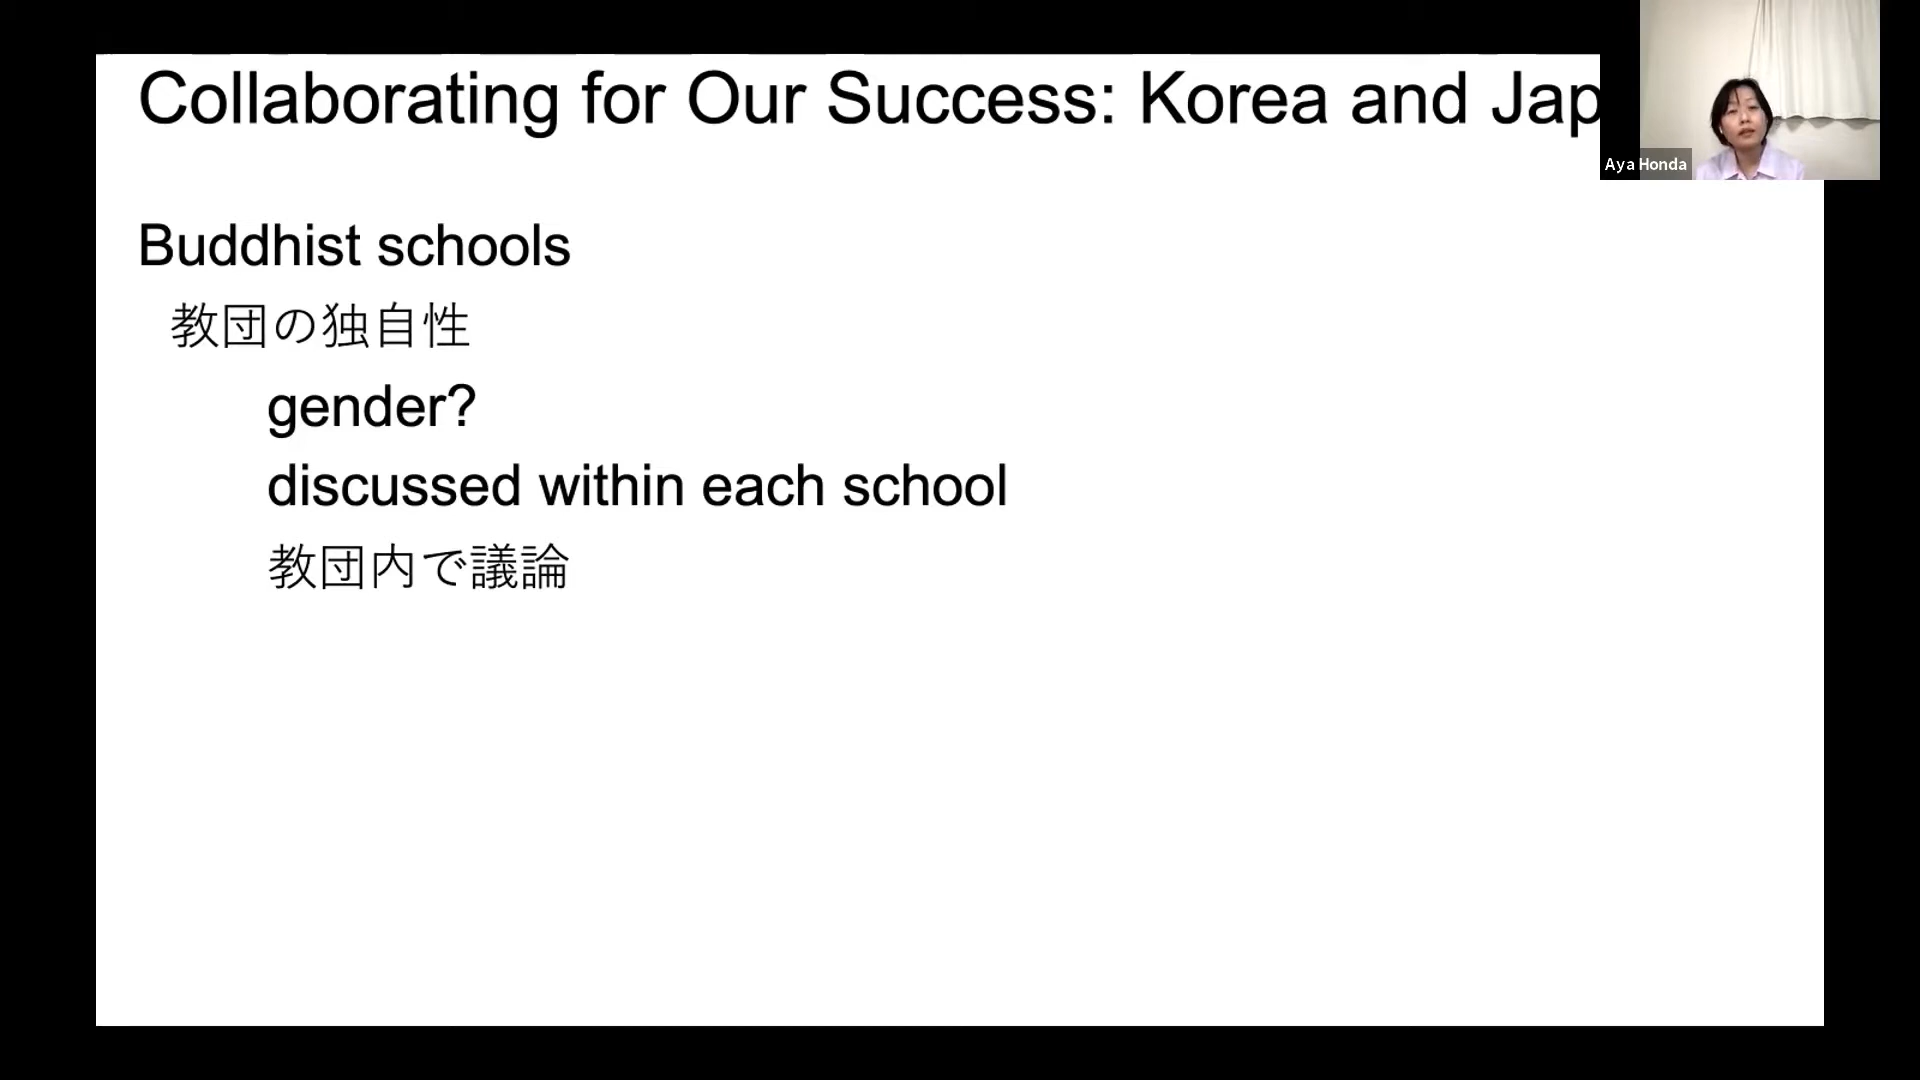 Collaborating for Our Success: Korea and Jap
Aya Honda
Buddhist schools
教団の独自性
gender?
discussed within each school
教団内で議論